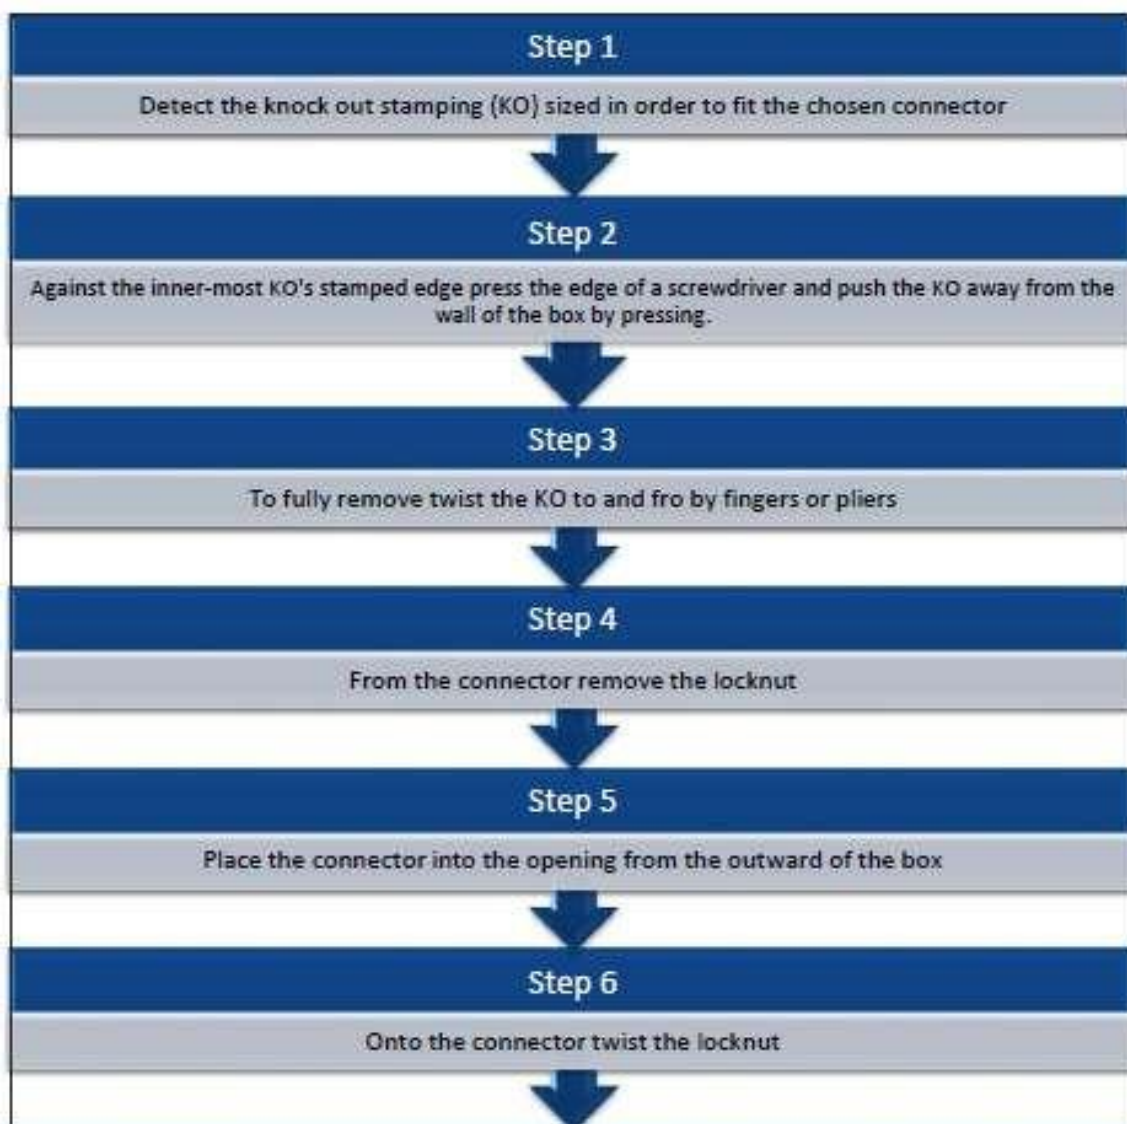 Step 1
Detect the knock out stamping (KO) sized in order to fit the chosen connector
Step 2
Against the inner-most KO's stamped edge press the edge of a screwdriver and push the KO away from the
wall of the box by pressing.
Step 3
To fully remove twist the KO to and fro by fingers or pliers
Step 4
From the connector remove the locknut
Step 5
Place the connector into the opening from the outward of the box
Step 6
Onto the connector twist the locknut